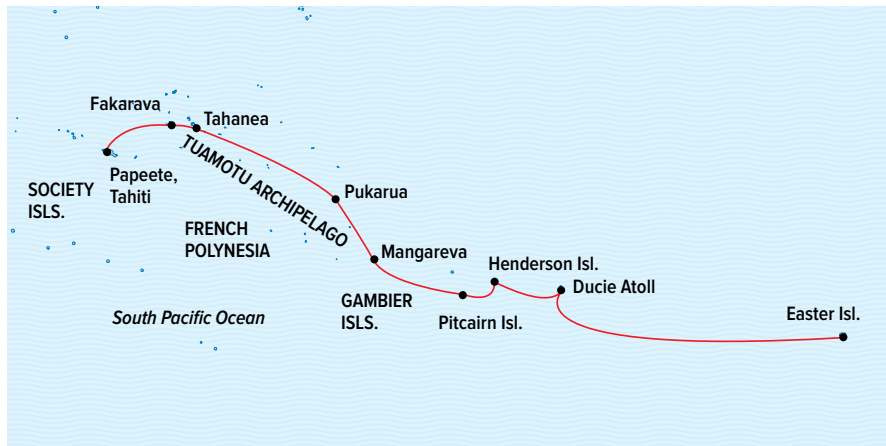 Fakarava
Tahanea
Papeete,
Tahiti
SOCIETY
ISLS.
TUAMOTU ARCHIPELAGO
Pukarua
FRENCH
POLYNESIA
Mangareva
Henderson Isl.
Ducie Atoll
GAMBIER
ISLS.
Pitcairn Isl.
Easter Isl.
South Pacific Ocean